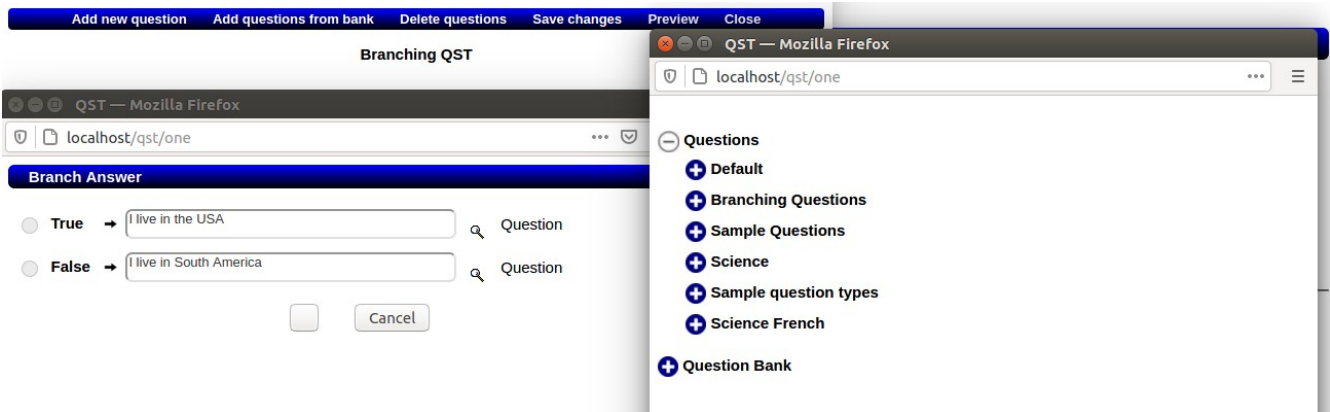 Add new question Add questions from bank Delete questions Save changes Preview Close
Branching QST
QST — Mozilla Firefox
localhost/qst/one
Branch Answer
True I live in the USA Question
False I live in South America Question
Cancel
QST — Mozilla Firefox
localhost/qst/one
Questions
Default
Branching Questions
Sample Questions
Science
Sample question types
Science French
Question Bank